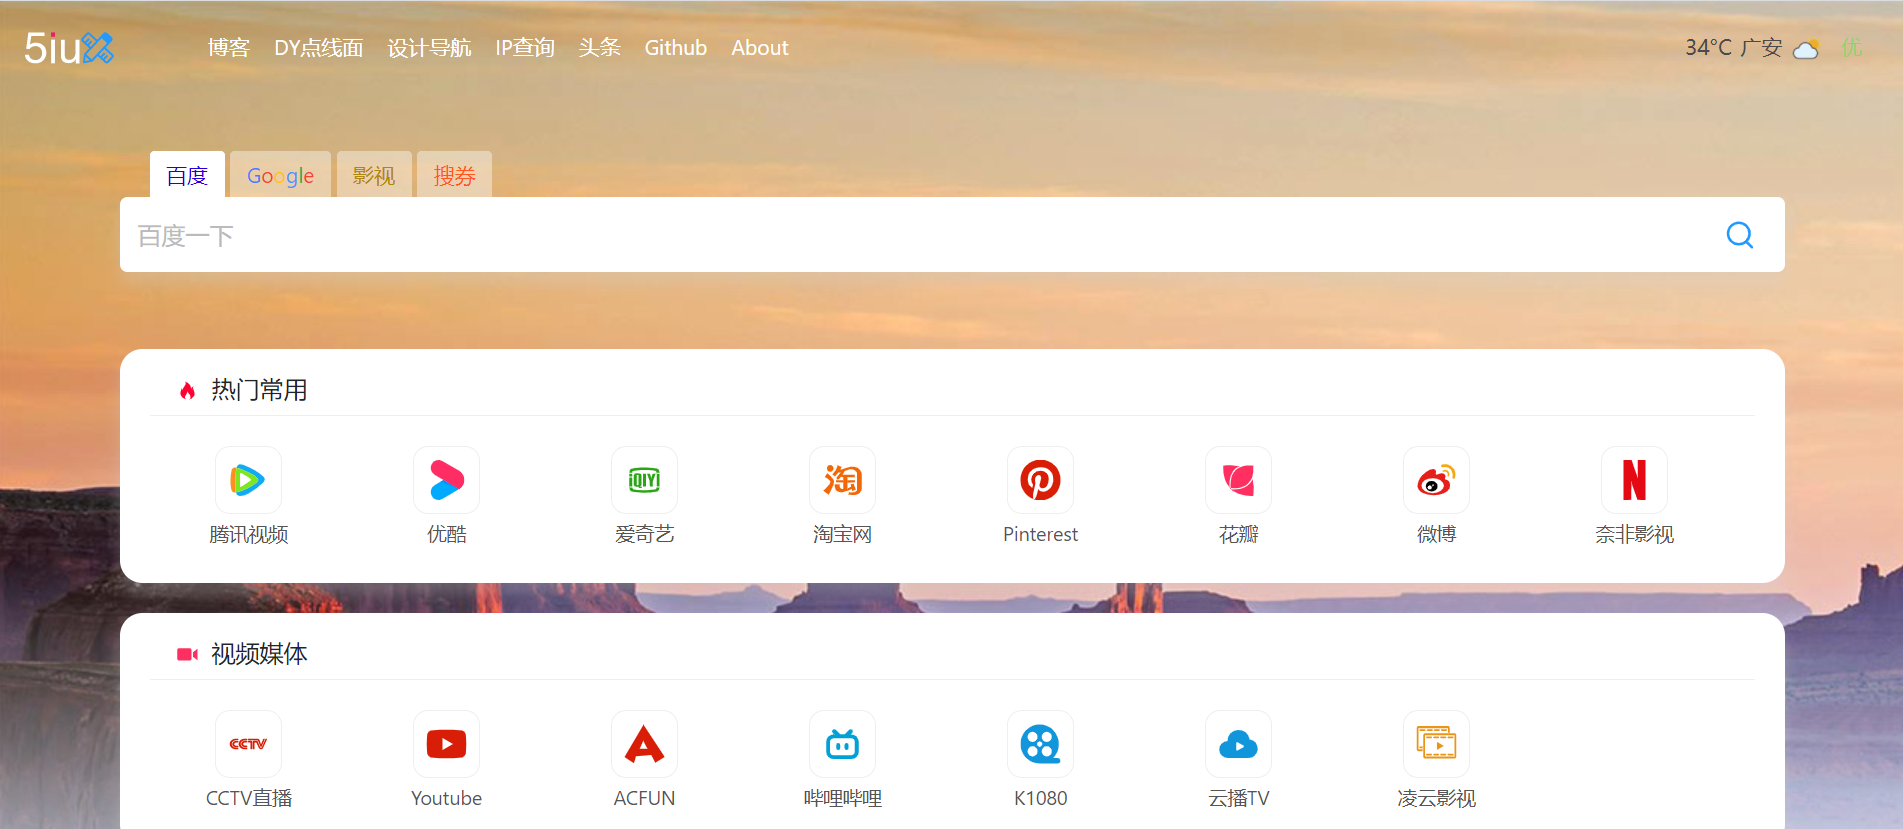 5iux 博客 DY点线面 设计导航 IP查询 头条 Github About 34°C 广安 优
百度 Google 影视 搜券
百度一下
热门常用
腾讯视频 优酷 iQIYI 爱奇艺 淘 淘宝网 Pinterest 花瓣 微博 N 奈非影视
视频媒体
CCTV CCTV直播 Youtube ACFUN 哔哩哔哩 K1080 云播TV 凌云影视